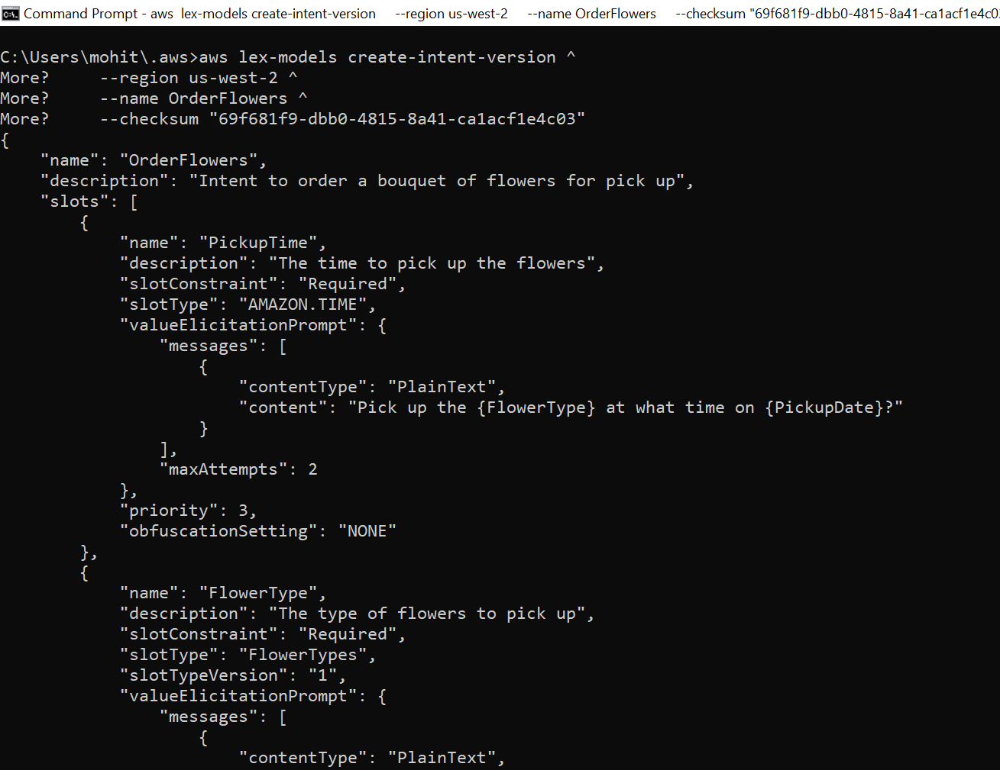 Command Prompt - aws  lex-models create-intent-version     --region us-west-2     --name OrderFlowers     --checksum "69f681f9-dbb0-4815-8a41-ca1acf1e4c03
C:\Users\mohit\.aws>aws lex-models create-intent-version ^
More?     --region us-west-2 ^
More?     --name OrderFlowers ^
More?     --checksum "69f681f9-dbb0-4815-8a41-ca1acf1e4c03"
{
    "name": "OrderFlowers",
    "description": "Intent to order a bouquet of flowers for pick up",
    "slots": [
        {
            "name": "PickupTime",
            "description": "The time to pick up the flowers",
            "slotConstraint": "Required",
            "slotType": "AMAZON.TIME",
            "valueElicitationPrompt": {
                "messages": [
                    {
                        "contentType": "PlainText",
                        "content": "Pick up the {FlowerType} at what time on {PickupDate}?"
                    }
                ],
                "maxAttempts": 2
            },
            "priority": 3,
            "obfuscationSetting": "NONE"
        },
        {
            "name": "FlowerType",
            "description": "The type of flowers to pick up",
            "slotConstraint": "Required",
            "slotType": "FlowerTypes",
            "slotTypeVersion": "1",
            "valueElicitationPrompt": {
                "messages": [
                    {
                        "contentType": "PlainText",